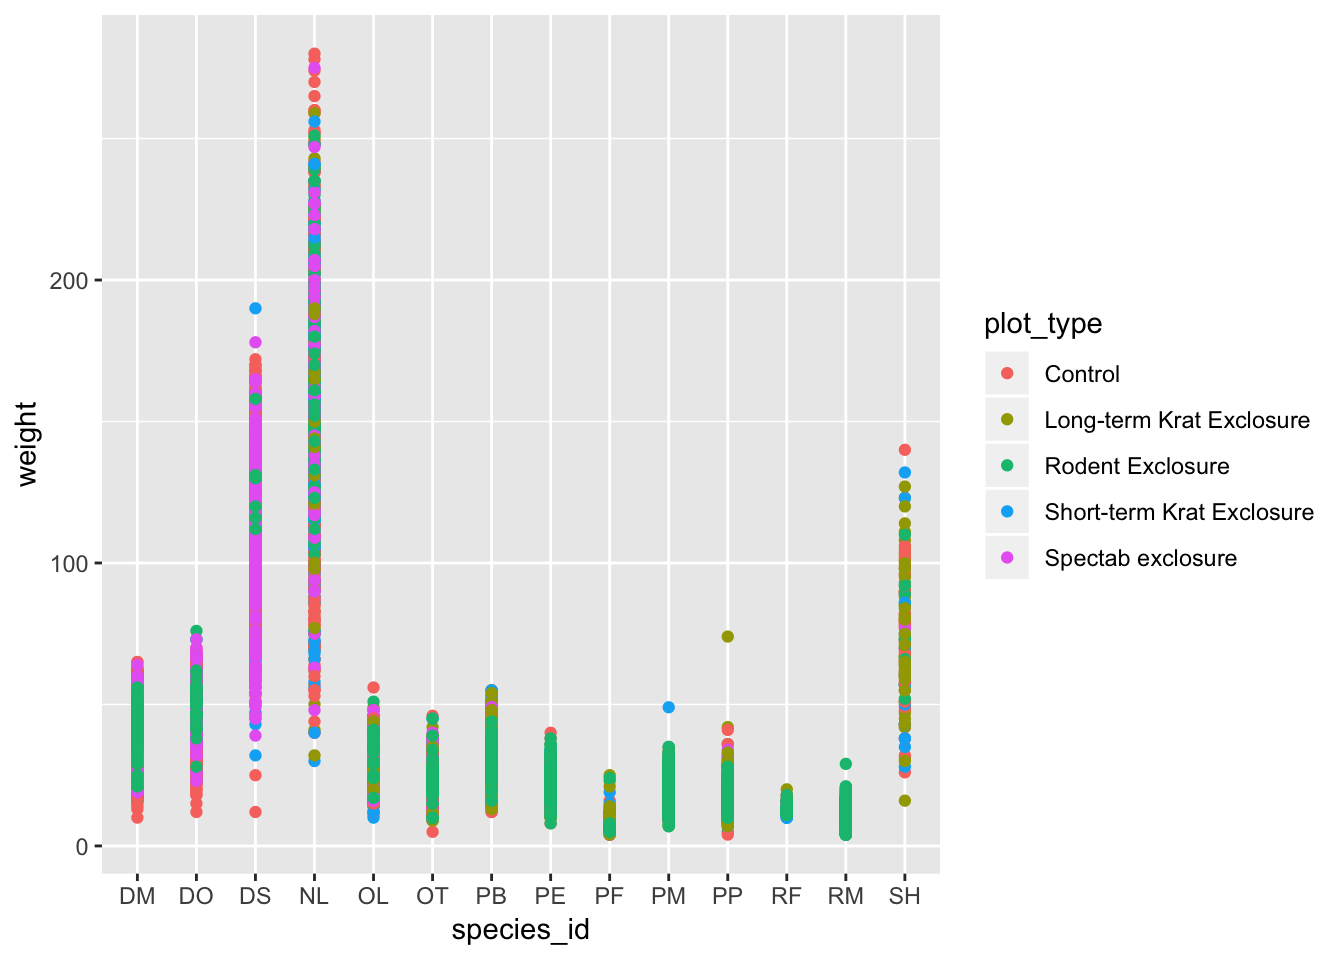 weight
200
100
0
DM DO DS NL OL OT PB PE PF PM PP RF RM SH
species_id
plot_type
Control
Long-term Krat Exclosure
Rodent Exclosure
Short-term Krat Exclosure
Spectab exclosure